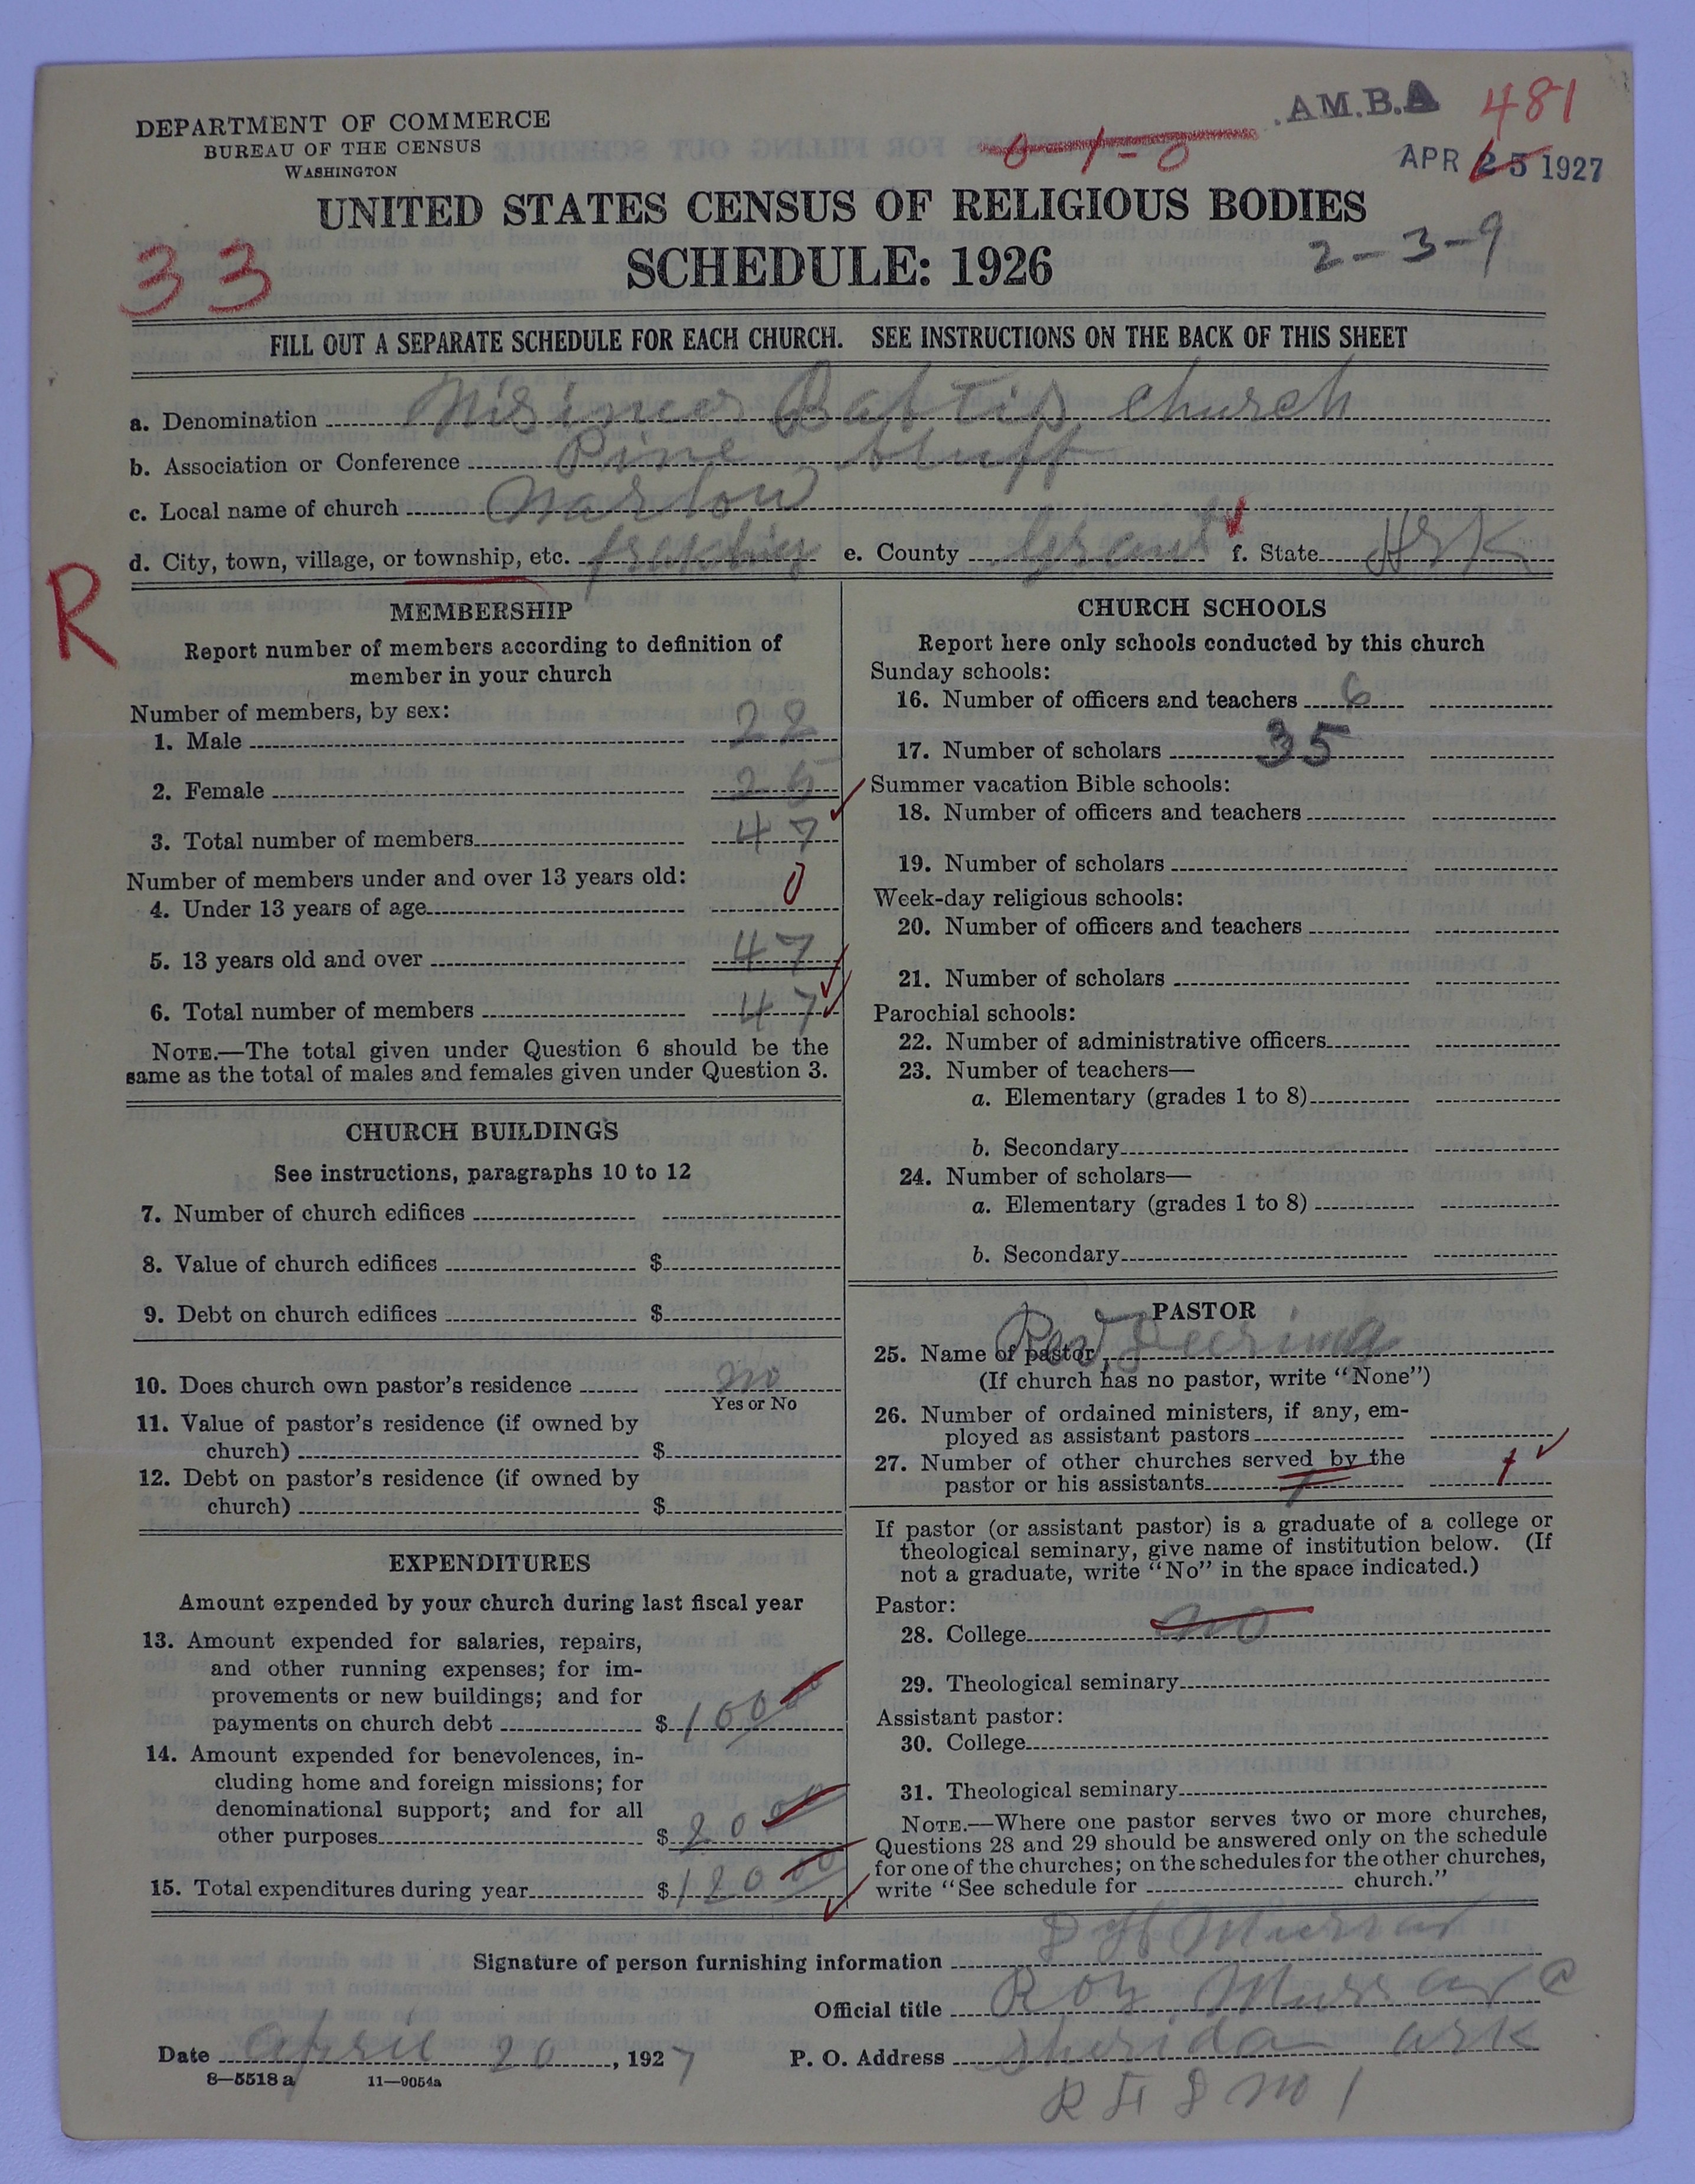 DEPARTMENT OF COMMERCE
BUREAU OF THE CENSUS
WASHINGTON
A.M.B.A
481
0-1-0
APR 25 1927
UNITED STATES CENSUS OF RELIGIOUS BODIES
SCHEDULE: 1926
33
2-3-9
FILL OUT A SEPARATE SCHEDULE FOR EACH CHURCH. SEE INSTRUCTIONS ON THE BACK OF THIS SHEET
a. Denomination Baptis church
b. Association or Conference Pine bluff
c. Local name of church
d. City, town, village, or township, etc. e. County Grant f. State Ark
R
MEMBERSHIP
Report number of members according to definition of
member in your church
Number of members, by sex:
1. Male 22
2. Female 25
3. Total number of members 47
Number of members under and over 13 years old:
4. Under 13 years of age 0
5. 13 years old and over 47
6. Total number of members 47
NOTE.—The total given under Question 6 should be the
same as the total of males and females given under Question 3.
CHURCH BUILDINGS
See instructions, paragraphs 10 to 12
7. Number of church edifices
8. Value of church edifices $
9. Debt on church edifices $
10. Does church own pastor's residence no
Yes or No
11. Value of pastor's residence (if owned by
church) $
12. Debt on pastor's residence (if owned by
church) $
EXPENDITURES
Amount expended by your church during last fiscal year
13. Amount expended for salaries, repairs,
and other running expenses; for im-
provements or new buildings; and for
payments on church debt $ 100 00
14. Amount expended for benevolences, in-
cluding home and foreign missions; for
denominational support; and for all
other purposes $ 20 00
15. Total expenditures during year $ 120 00
CHURCH SCHOOLS
Report here only schools conducted by this church
Sunday schools:
16. Number of officers and teachers 6
17. Number of scholars 35
Summer vacation Bible schools:
18. Number of officers and teachers
19. Number of scholars
Week-day religious schools:
20. Number of officers and teachers
21. Number of scholars
Parochial schools:
22. Number of administrative officers
23. Number of teachers—
a. Elementary (grades 1 to 8)
b. Secondary
24. Number of scholars—
a. Elementary (grades 1 to 8)
b. Secondary
PASTOR
25. Name of pastor Rev Deering
(If church has no pastor, write "None")
26. Number of ordained ministers, if any, em-
ployed as assistant pastors
27. Number of other churches served by the
pastor or his assistants
If pastor (or assistant pastor) is a graduate of a college or
theological seminary, give name of institution below. (If
not a graduate, write "No" in the space indicated.)
Pastor:
28. College no
29. Theological seminary
Assistant pastor:
30. College
31. Theological seminary
NOTE.—Where one pastor serves two or more churches,
Questions 28 and 29 should be answered only on the schedule
for one of the churches; on the schedules for the other churches,
write "See schedule for church."
Signature of person furnishing information
Official title Roy Murray
Date april 20, 1927 P. O. Address Sheridan ark
8—5518a 11—9054a
no 1